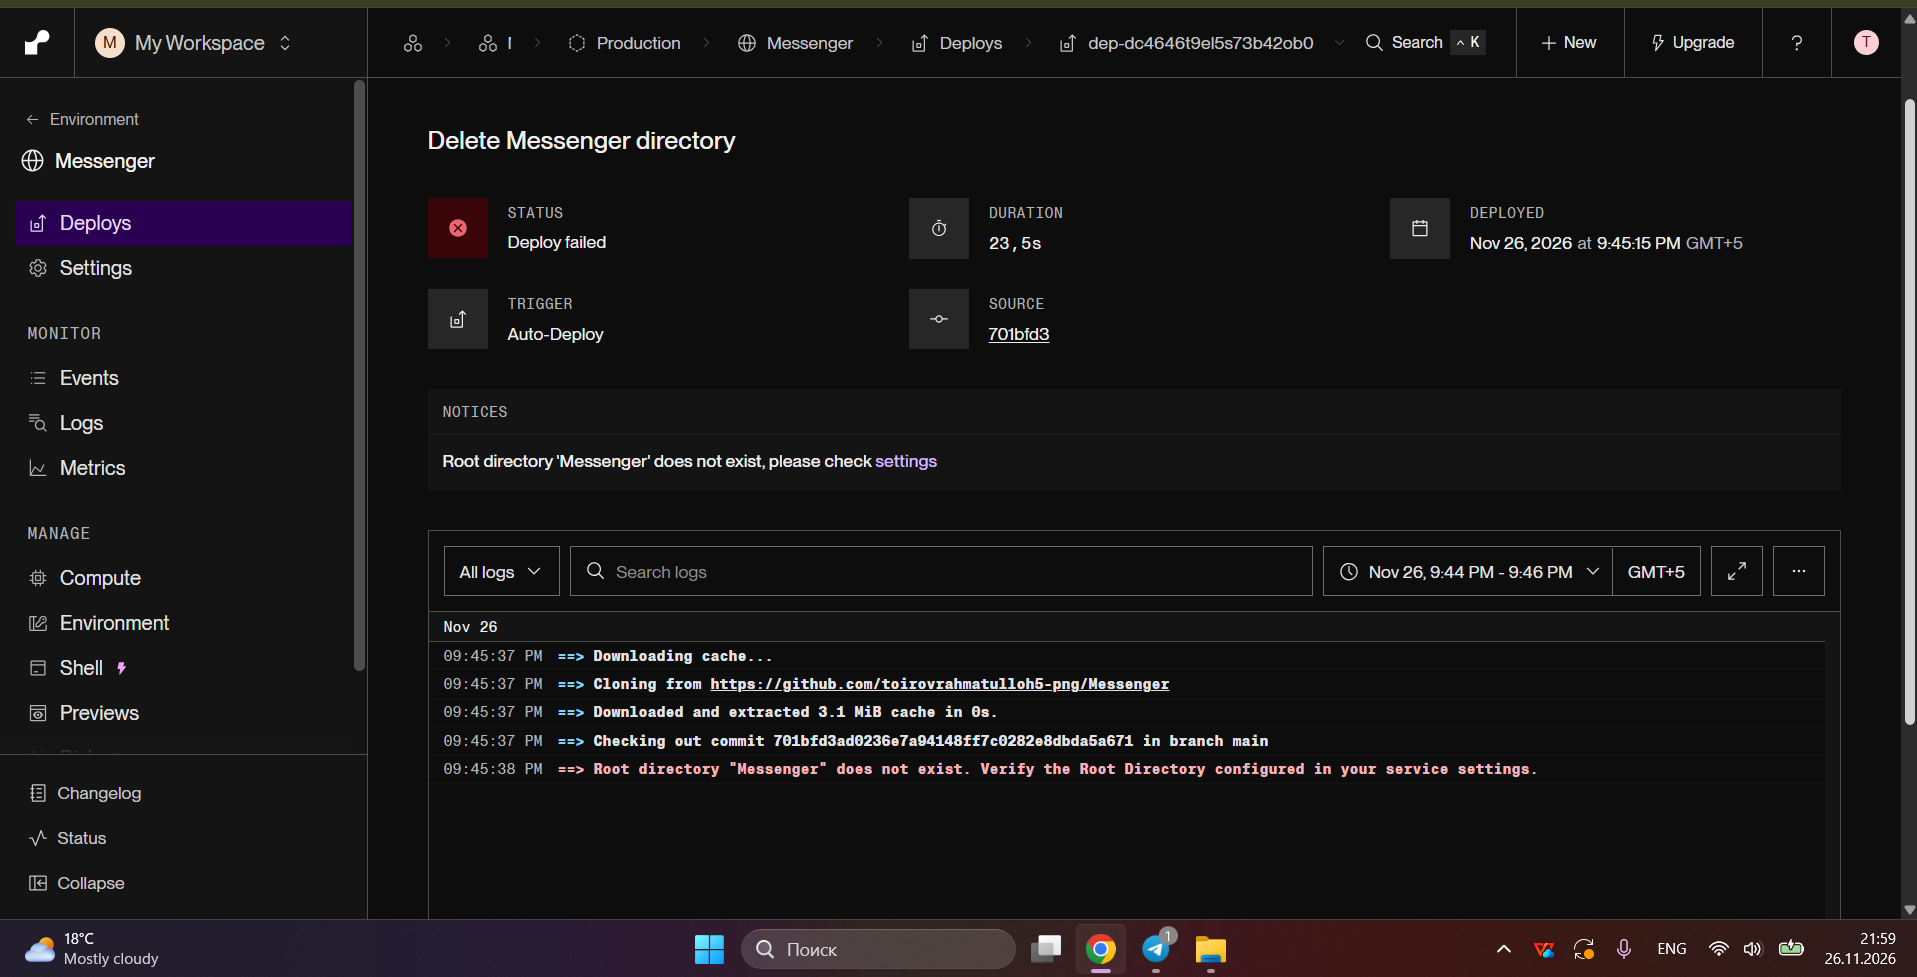 M My Workspace
I
Production
Messenger
Deploys
dep-dc4646t9el5s73b42ob0
Search ^ K
+ New
Upgrade
?
T
← Environment
Messenger
Deploys
Settings
MONITOR
Events
Logs
Metrics
MANAGE
Compute
Environment
Shell
Previews
Changelog
Status
Collapse
Delete Messenger directory
STATUS
Deploy failed
DURATION
23,5s
DEPLOYED
Nov 26, 2026 at 9:45:15 PM GMT+5
TRIGGER
Auto-Deploy
SOURCE
701bfd3
NOTICES
Root directory 'Messenger' does not exist, please check settings
All logs
Search logs
Nov 26, 9:44 PM - 9:46 PM
GMT+5
...
Nov 26
09:45:37 PM ==> Downloading cache...
09:45:37 PM ==> Cloning from https://github.com/toirovrahmatulloh5-png/Messenger
09:45:37 PM ==> Downloaded and extracted 3.1 MiB cache in 0s.
09:45:37 PM ==> Checking out commit 701bfd3ad0236e7a94148ff7c0282e8dbda5a671 in branch main
09:45:38 PM ==> Root directory "Messenger" does not exist. Verify the Root Directory configured in your service settings.
18°C
Mostly cloudy
Поиск
1
ENG
21:59
26.11.2026